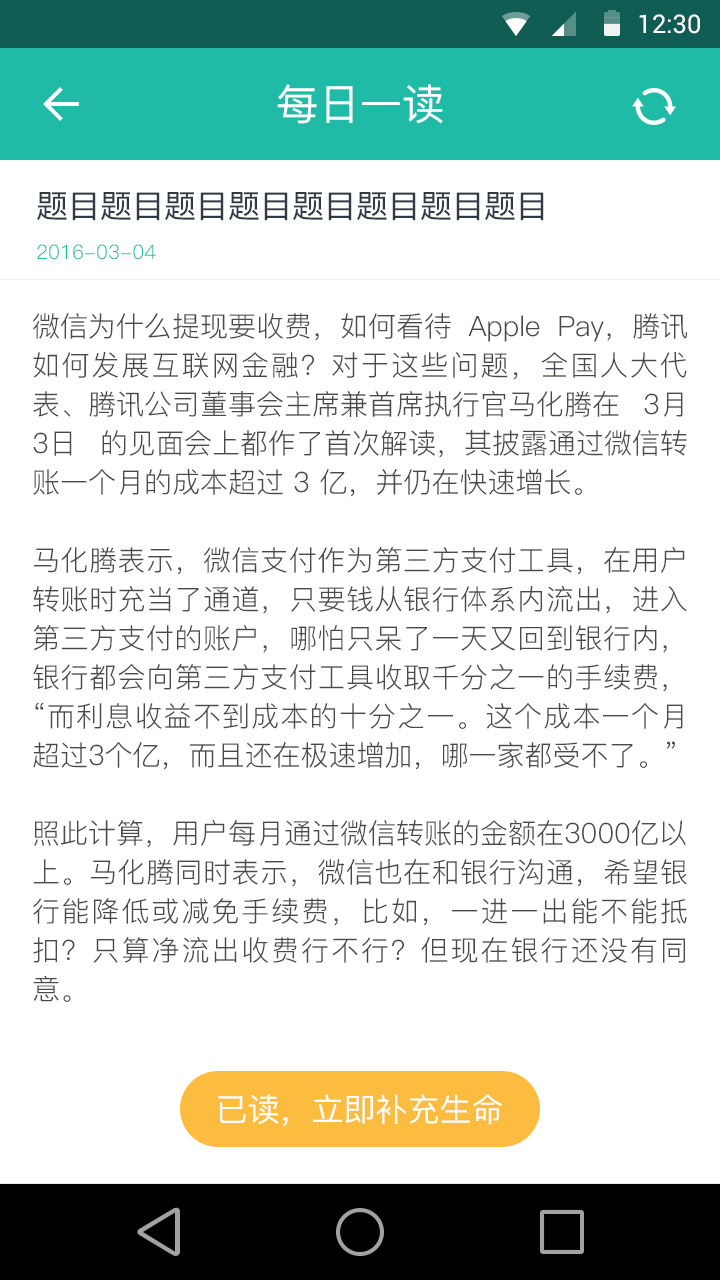 12:30
每日一读
题目题目题目题目题目题目题目题目
2016-03-04
微信为什么提现要收费，如何看待 Apple Pay，腾讯
如何发展互联网金融？对于这些问题，全国人大代
表、腾讯公司董事会主席兼首席执行官马化腾在 3月
3日 的见面会上都作了首次解读，其披露通过微信转
账一个月的成本超过 3 亿，并仍在快速增长。
马化腾表示，微信支付作为第三方支付工具，在用户
转账时充当了通道，只要钱从银行体系内流出，进入
第三方支付的账户，哪怕只呆了一天又回到银行内，
银行都会向第三方支付工具收取千分之一的手续费，
“而利息收益不到成本的十分之一。这个成本一个月
超过3个亿，而且还在极速增加，哪一家都受不了。”
照此计算，用户每月通过微信转账的金额在3000亿以
上。马化腾同时表示，微信也在和银行沟通，希望银
行能降低或减免手续费，比如，一进一出能不能抵
扣？只算净流出收费行不行？但现在银行还没有同
意。
已读，立即补充生命